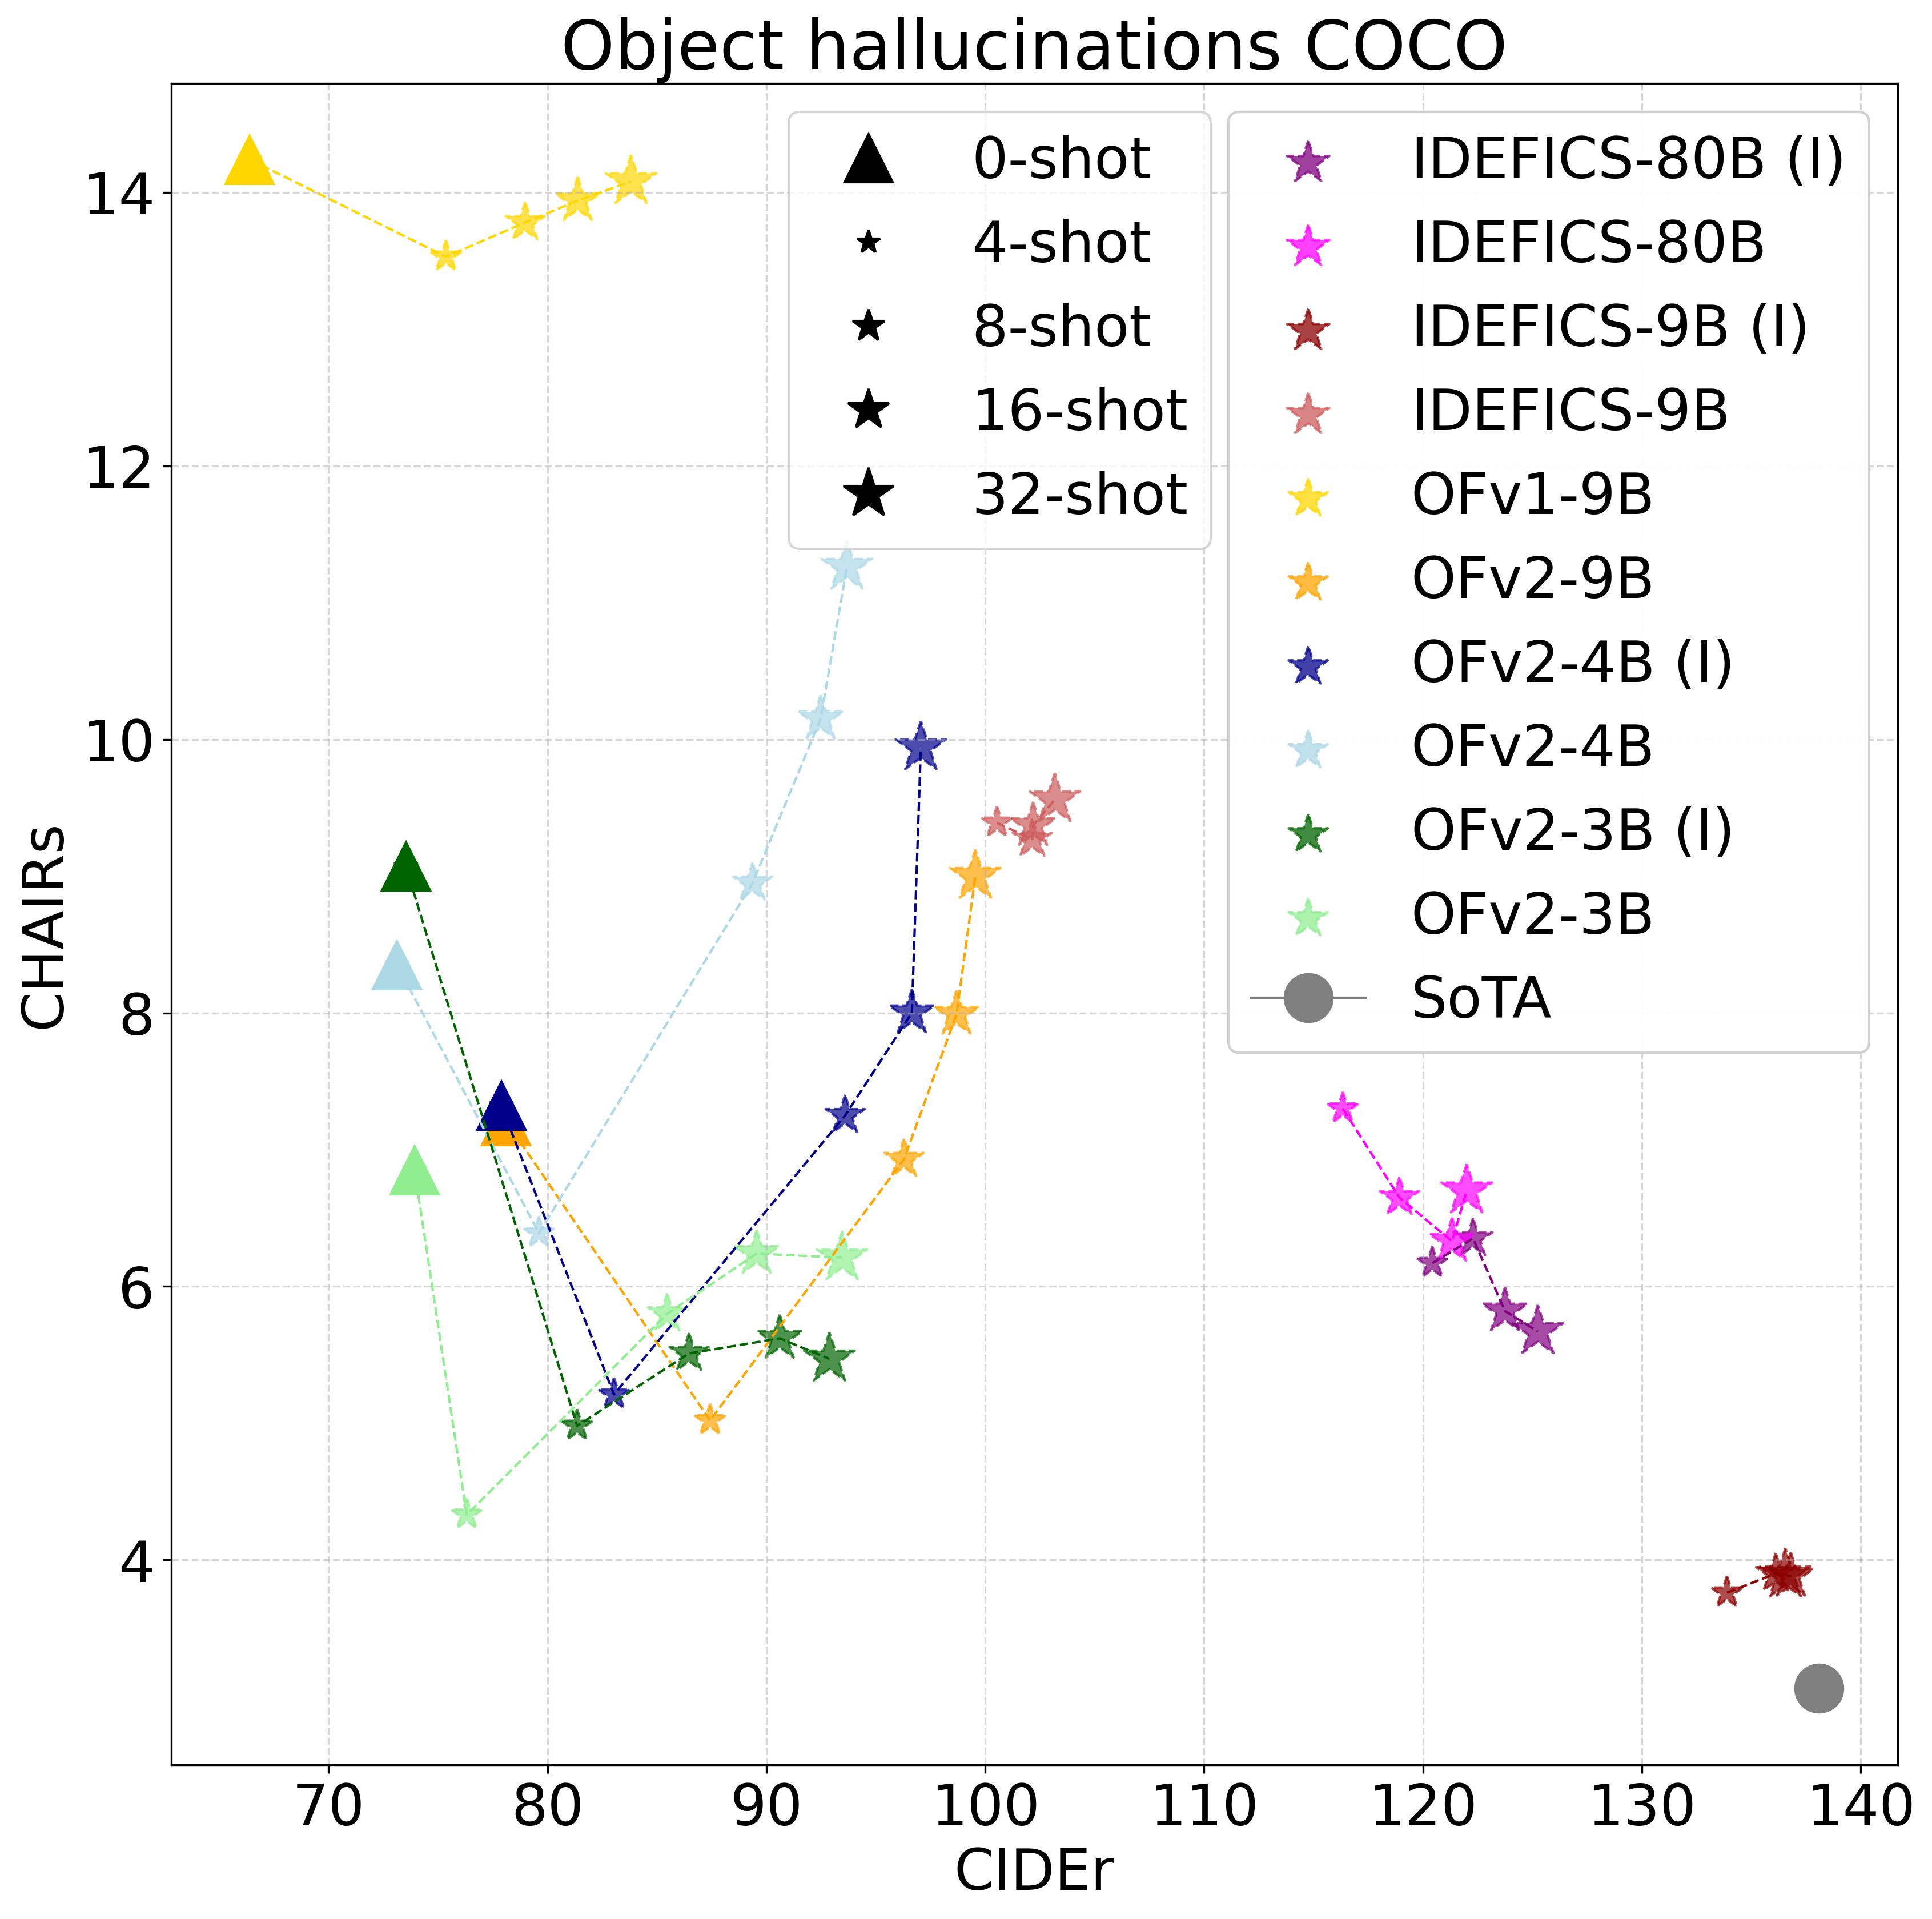 Object hallucinations COCO
0-shot
4-shot
8-shot
16-shot
32-shot
IDEFICS-80B (I)
IDEFICS-80B
IDEFICS-9B (I)
IDEFICS-9B
OFv1-9B
OFv2-9B
OFv2-4B (I)
OFv2-4B
OFv2-3B (I)
OFv2-3B
SoTA
CHAIRs
14
12
10
8
6
4
70
80
90
100
110
120
130
140
CIDEr